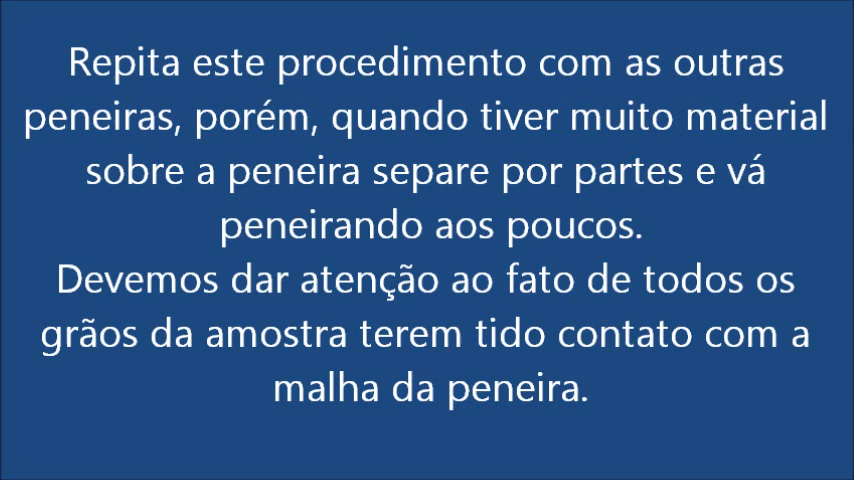 Repita este procedimento com as outras
peneiras, porém, quando tiver muito material
sobre a peneira separe por partes e vá
peneirando aos poucos.
Devemos dar atenção ao fato de todos os
grãos da amostra terem tido contato com a
malha da peneira.